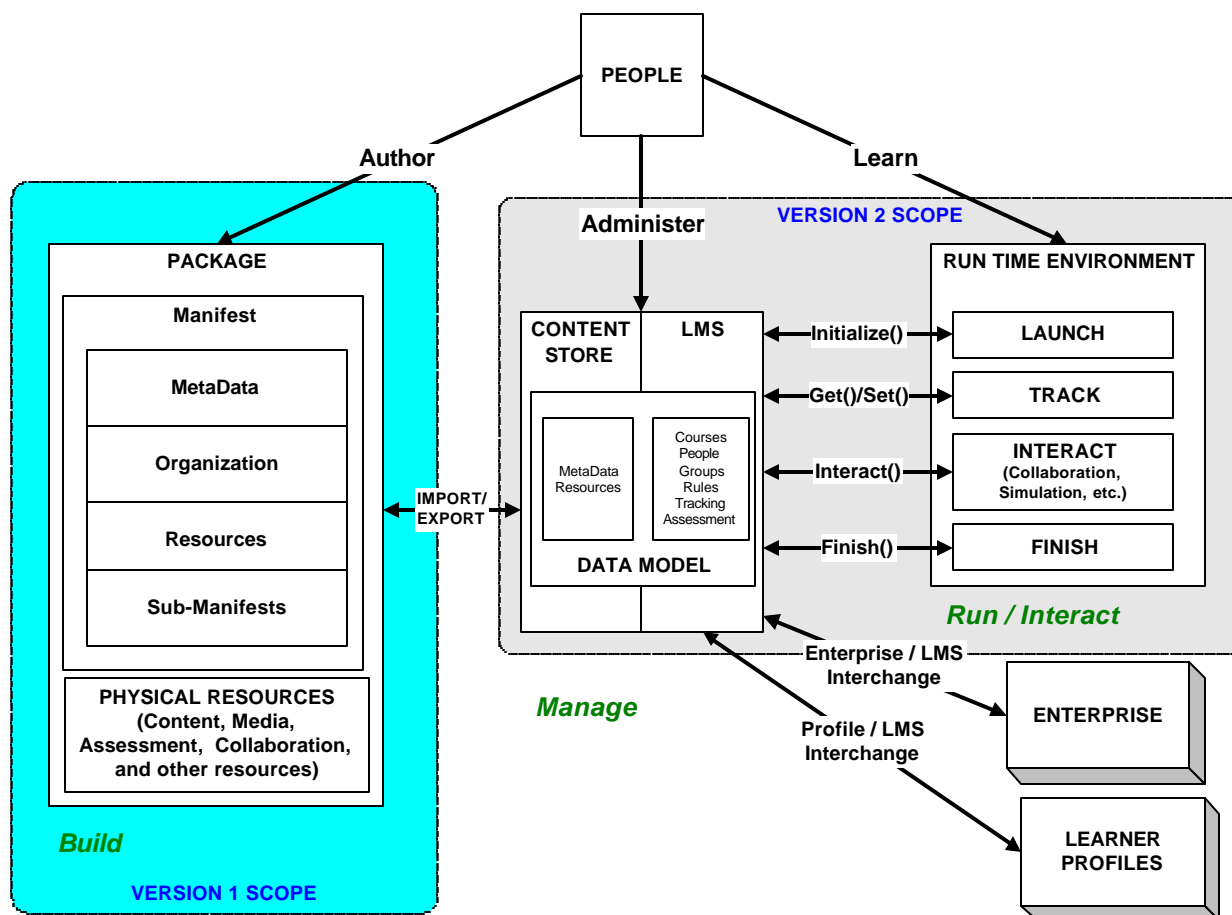 PEOPLE
Author
Learn
Administer
VERSION 2 SCOPE
PACKAGE
Manifest
MetaData
Organization
Resources
Sub-Manifests
PHYSICAL RESOURCES
(Content, Media,
Assessment, Collaboration,
and other resources)
Build
VERSION 1 SCOPE
IMPORT/
EXPORT
CONTENT
STORE
LMS
MetaData
Resources
Courses
People
Groups
Rules
Tracking
Assessment
DATA MODEL
Manage
Initialize()
Get()/Set()
Interact()
Finish()
RUN TIME ENVIRONMENT
LAUNCH
TRACK
INTERACT
(Collaboration,
Simulation, etc.)
FINISH
Run / Interact
Enterprise / LMS
Interchange
ENTERPRISE
Profile / LMS
Interchange
LEARNER
PROFILES